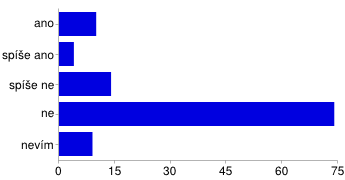 ano
spíše ano
spíše ne
ne
nevím
0 15 30 45 60 75